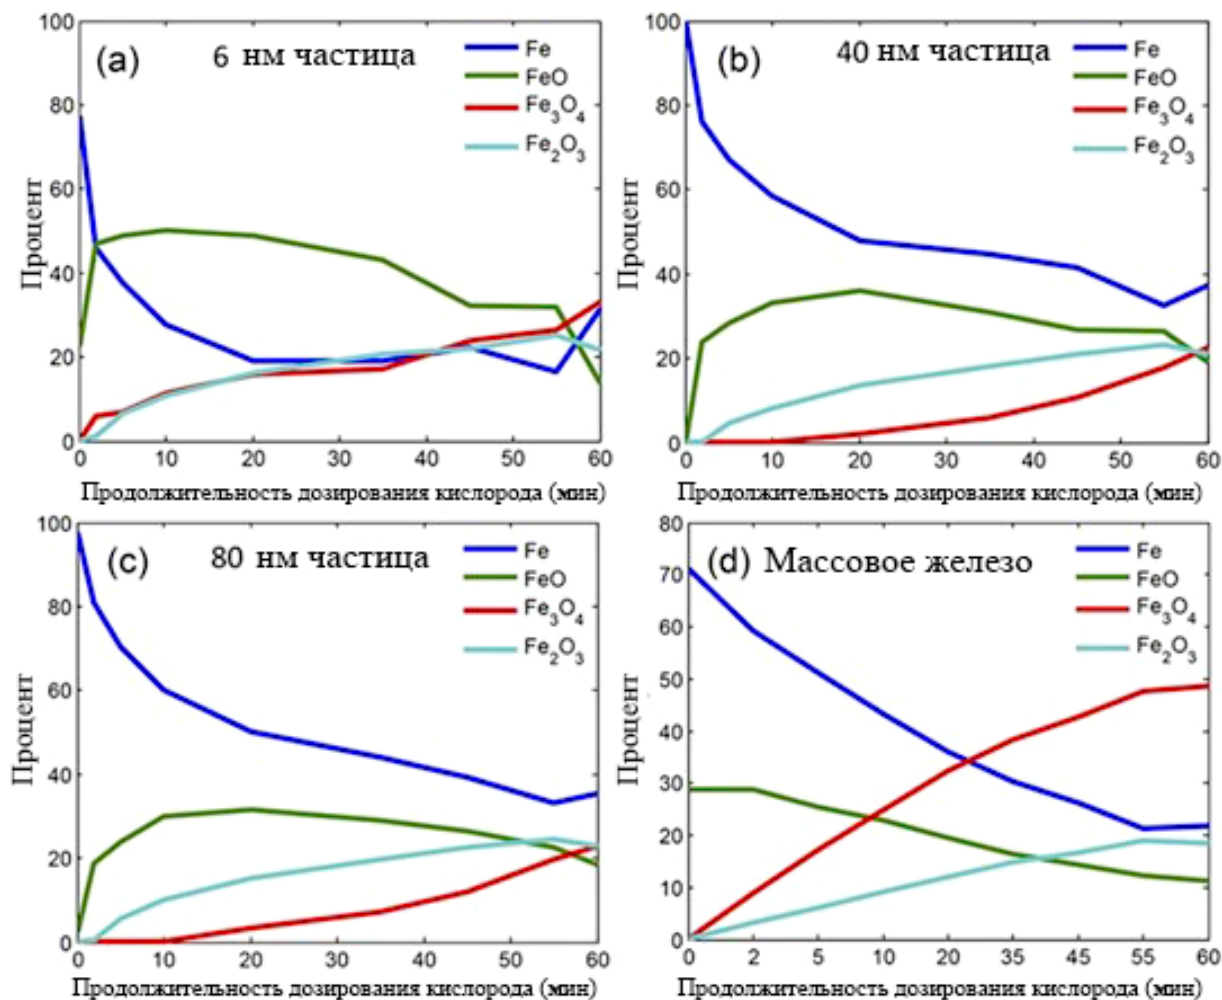 (a) 6 нм частица
Fe
FeO
Fe3O4
Fe2O3
Процент
100
80
60
40
20
0
0 10 20 30 40 50 60
Продолжительность дозирования кислорода (мин)
(b) 40 нм частица
Fe
FeO
Fe3O4
Fe2O3
Процент
100
80
60
40
20
0
0 10 20 30 40 50 60
Продолжительность дозирования кислорода (мин)
(c) 80 нм частица
Fe
FeO
Fe3O4
Fe2O3
Процент
100
80
60
40
20
0
0 10 20 30 40 50 60
Продолжительность дозирования кислорода (мин)
(d) Массовое железо
Fe
FeO
Fe3O4
Fe2O3
Процент
80
70
60
50
40
30
20
10
0
0 2 5 10 20 35 45 55 60
Продолжительность дозирования кислорода (мин)